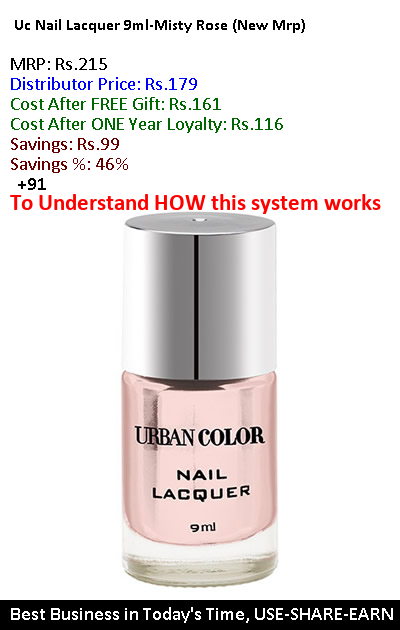 Uc Nail Lacquer 9ml-Misty Rose (New Mrp)
MRP: Rs.215
Distributor Price: Rs.179
Cost After FREE Gift: Rs.161
Cost After ONE Year Loyalty: Rs.116
Savings: Rs.99
Savings %: 46%
+91
To Understand HOW this system works
URBAN COLOR
NAIL
LACQUER
9ml
Best Business in Today's Time, USE-SHARE-EARN